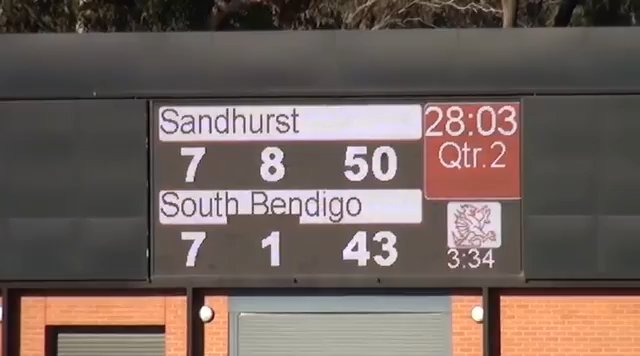 Sandhurst
7 8 50
South Bendigo
7 1 43
28:03
Qtr.2
3:34